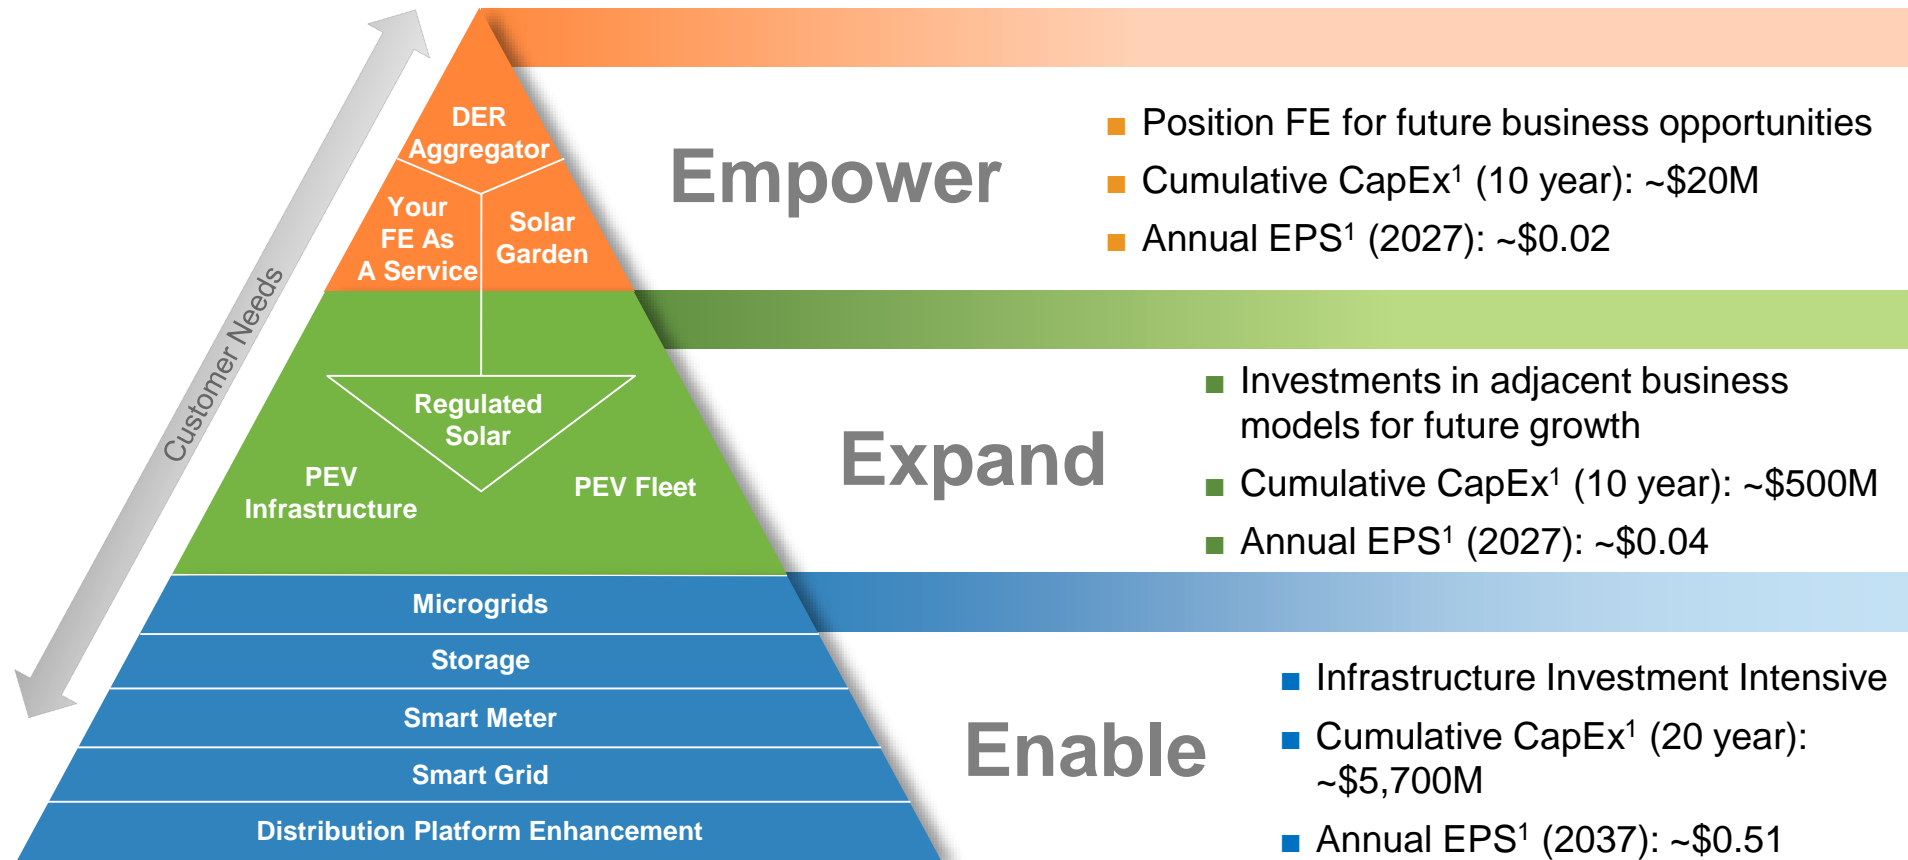 DER
Aggregator
Your
FE As
A Service
Solar
Garden
Empower
■ Position FE for future business opportunities
■ Cumulative CapEx¹ (10 year): ~$20M
■ Annual EPS¹ (2027): ~$0.02
Customer Needs
Regulated
Solar
PEV
Infrastructure
PEV Fleet
Expand
■ Investments in adjacent business
models for future growth
■ Cumulative CapEx¹ (10 year): ~$500M
■ Annual EPS¹ (2027): ~$0.04
Microgrids
Storage
Smart Meter
Smart Grid
Distribution Platform Enhancement
Enable
■ Infrastructure Investment Intensive
■ Cumulative CapEx¹ (20 year):
~$5,700M
■ Annual EPS¹ (2037): ~$0.51